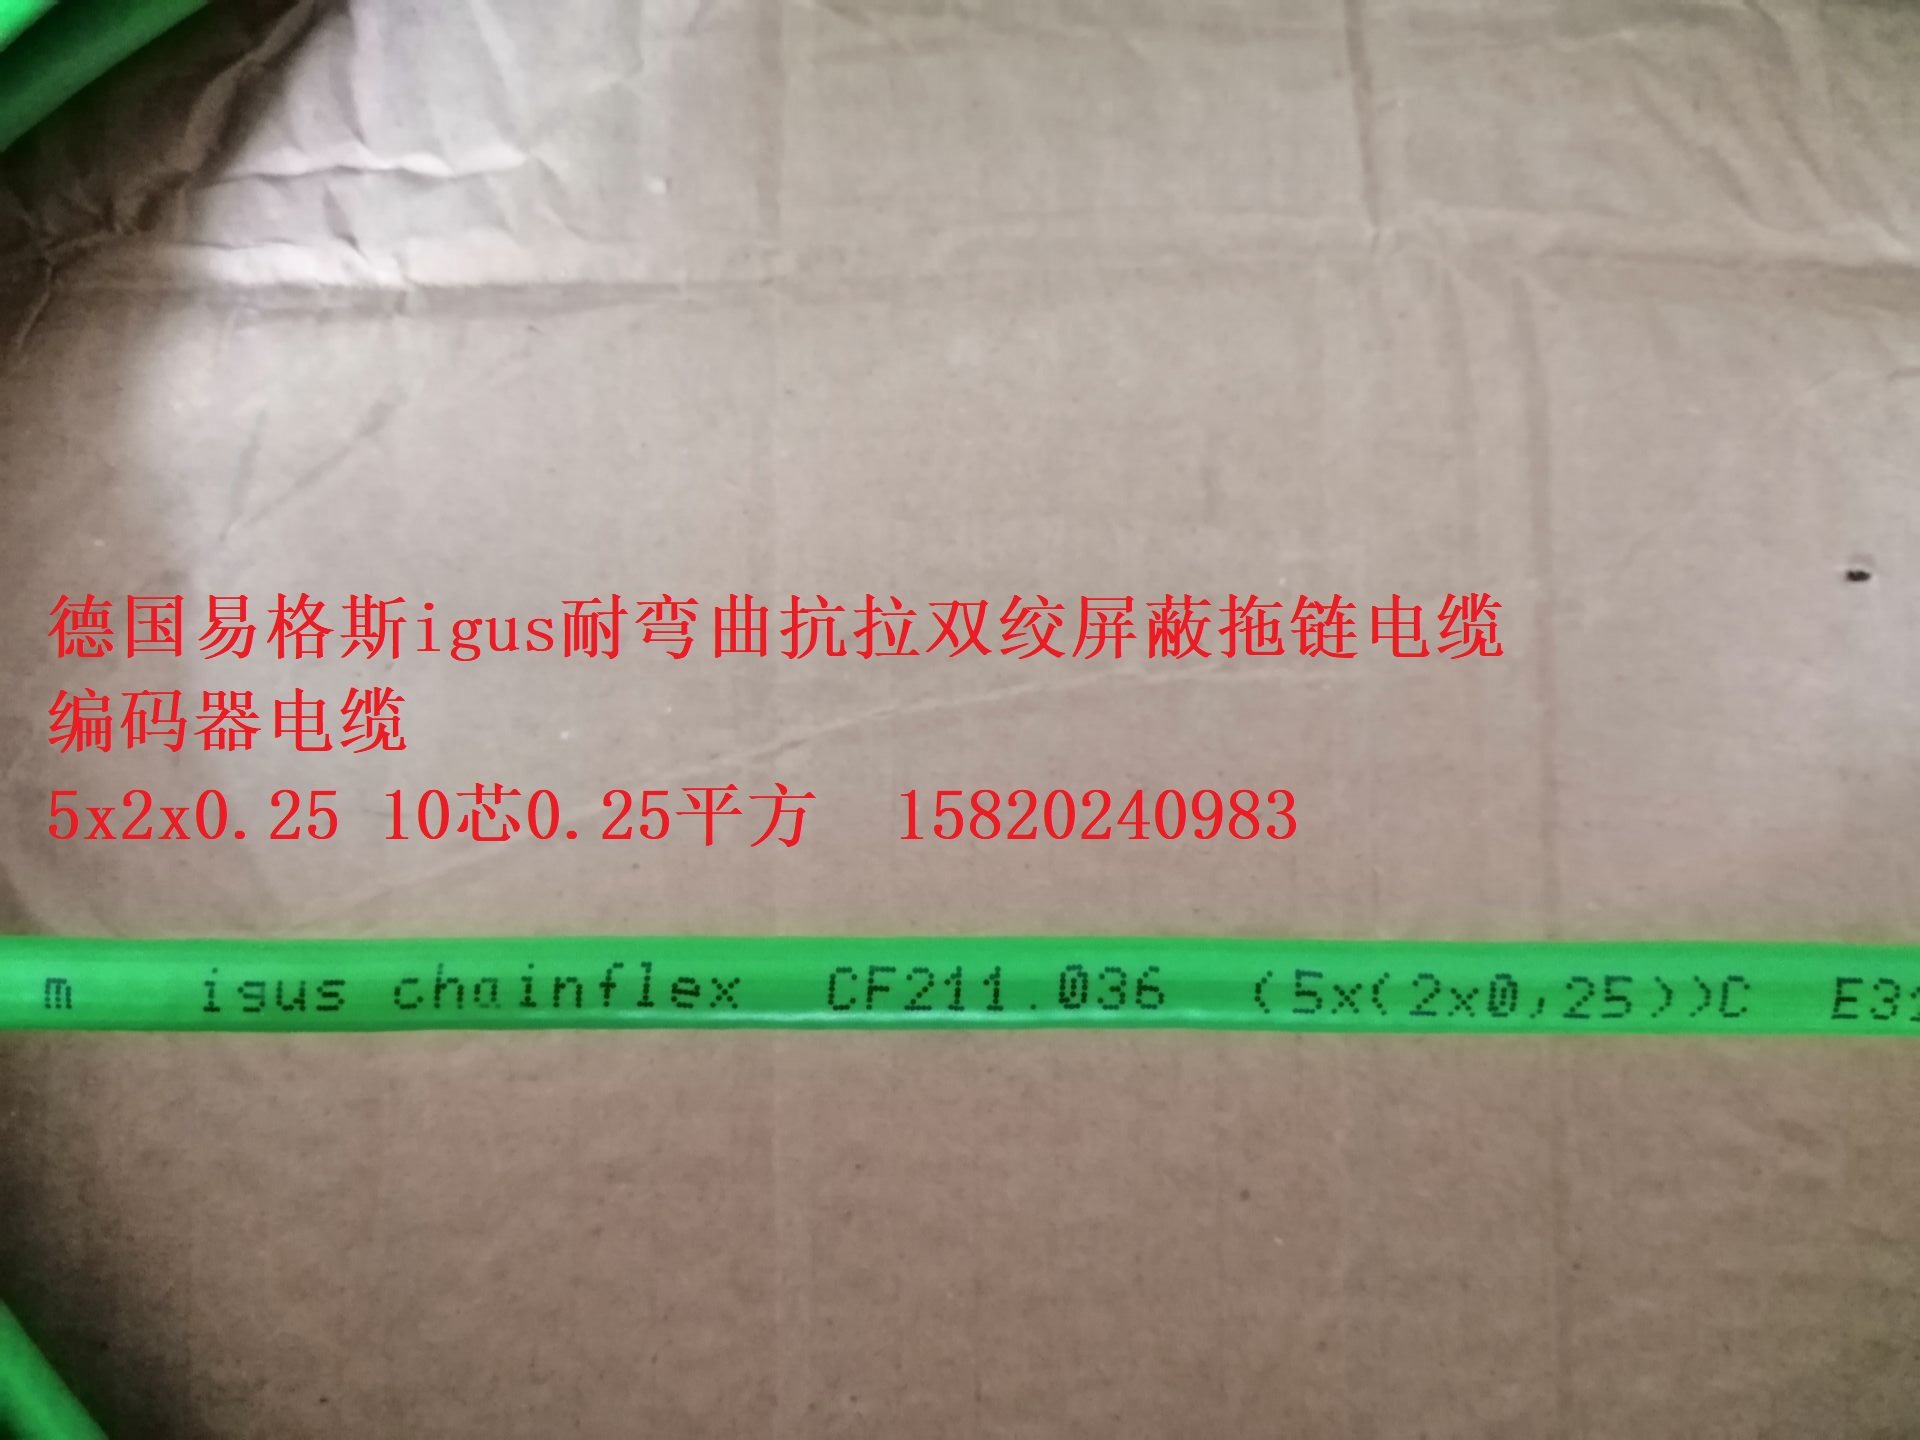 德国易格斯igus耐弯曲抗拉双绞屏蔽拖链电缆
编码器电缆
5x2x0.25 10芯0.25平方 15820240983
m igus chainflex CF211.036 (5x(2x0,25))C E3